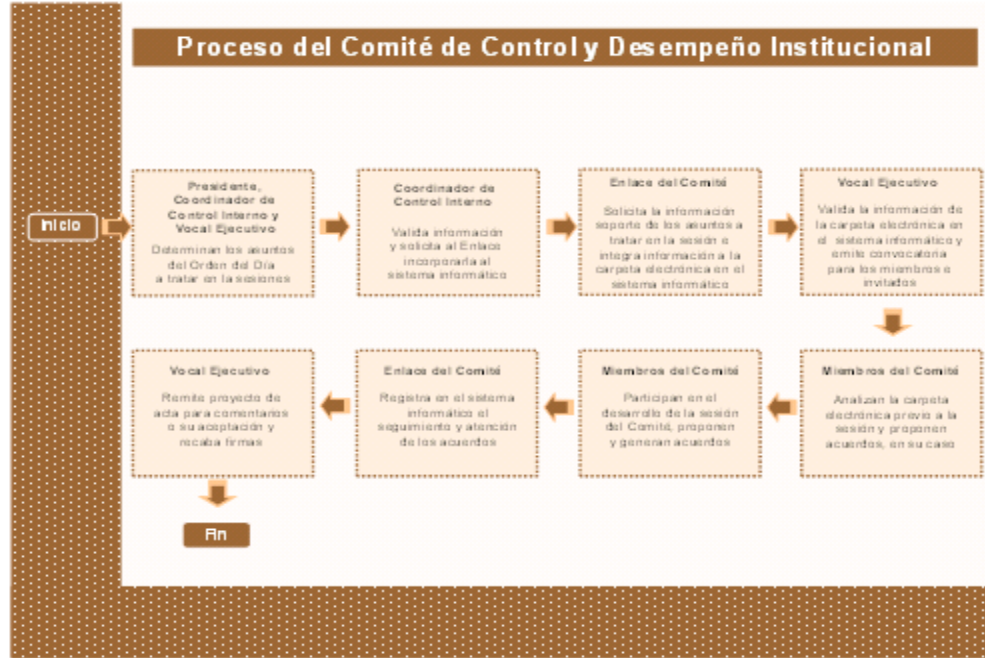 Proceso del Comité de Control y Desempeño Institucional
Inicio
Presidente,
Coordinador de
Control Interno y
Vocal Ejecutivo
Determinan los asuntos
del Orden del Día
a tratar en la sesiones
Coordinador de
Control Interno
Valida información
y solicita al Enlace
incorporarla al
sistema informático
Enlace del Comité
Solicita la información
soporte de los asuntos a
tratar en la sesión e
integra información a la
carpeta electrónica en el
sistema informático
Vocal Ejecutivo
Valida la información de
la carpeta electrónica en
el sistema informático y
emite convocatoria
para los miembros e
invitados
Miembros del Comité
Analizan la carpeta
electrónica previo a la
sesión y proponen
acuerdos, en su caso
Miembros del Comité
Participan en el
desarrollo de la sesión
del Comité, proponen
y generan acuerdos
Enlace del Comité
Registra en el sistema
informático el
seguimiento y atención
de los acuerdos
Vocal Ejecutivo
Remite proyecto de
acta para comentarios
o su aceptación y
recaba firmas
Fin